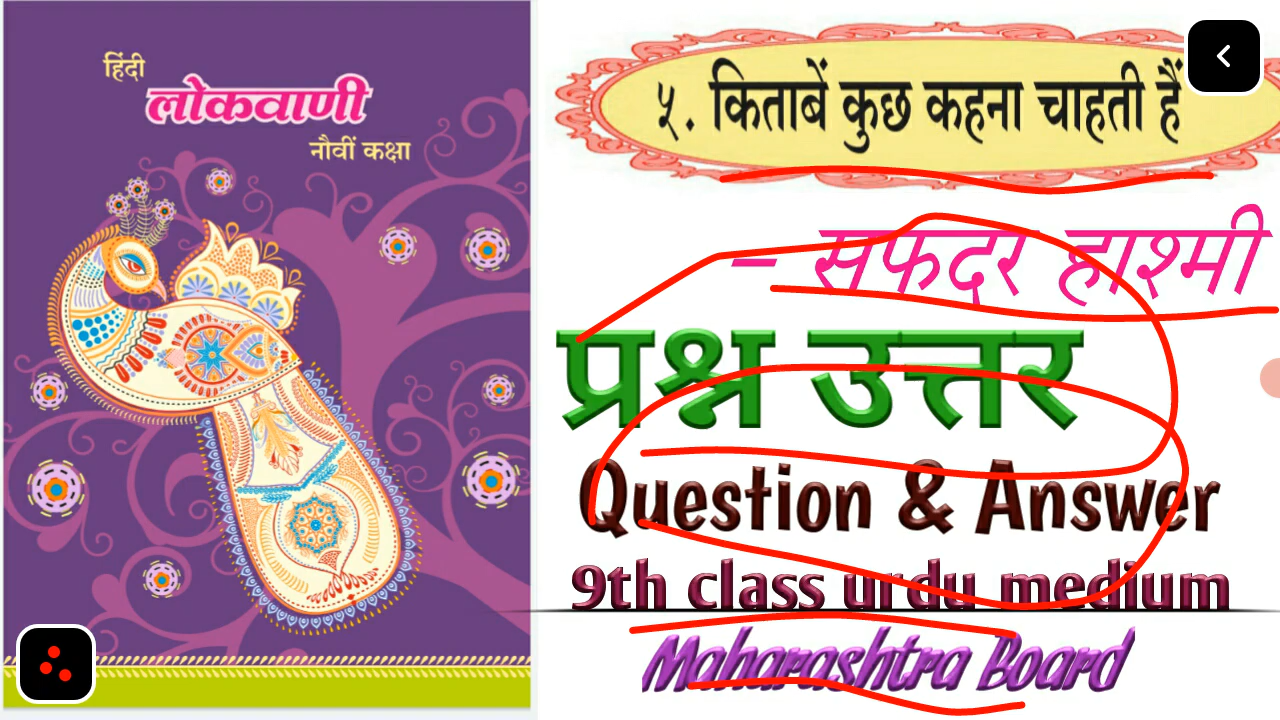 हिंदी
लोकवाणी
नौवीं कक्षा
५. किताबें कुछ कहना चाहती हैं
– सफदर हाश्मी
प्रश्न उत्तर
Question & Answer
9th class urdu medium
Maharashtra Board